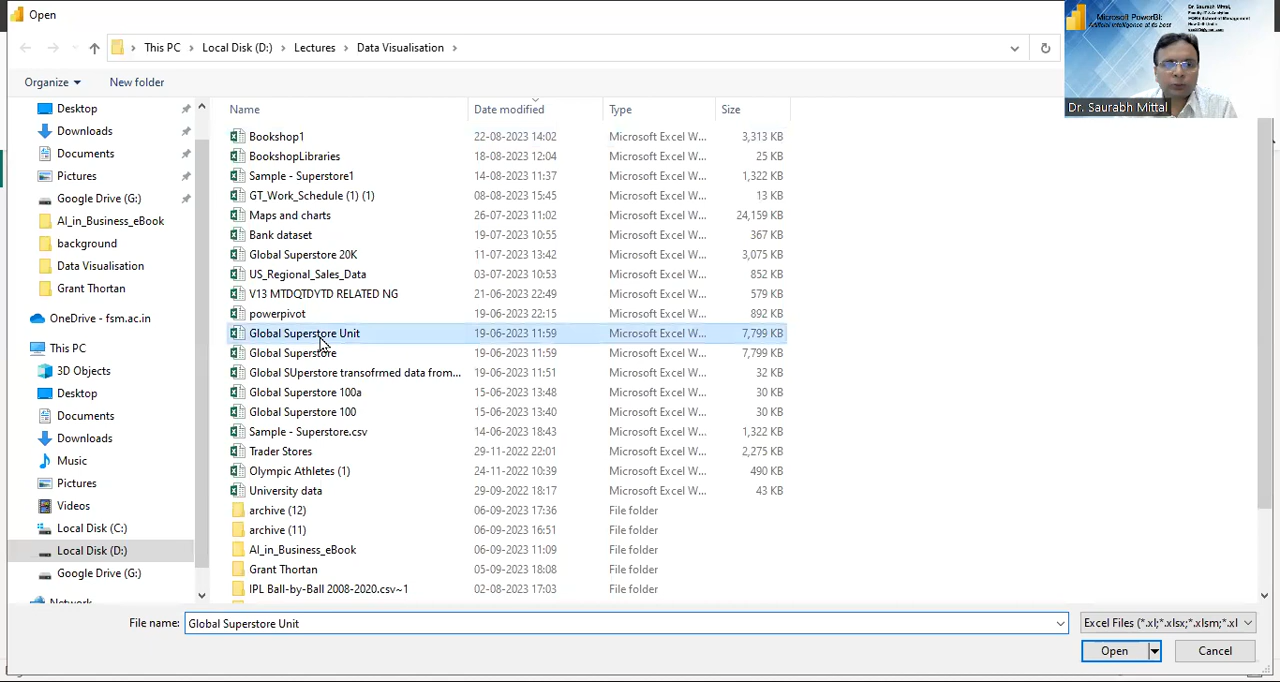 Open
This PC
Local Disk (D:)
Lectures
Data Visualisation
Organize
New folder
Desktop
Downloads
Documents
Pictures
Google Drive (G:)
AI_in_Business_eBook
background
Data Visualisation
Grant Thortan
OneDrive - fsm.ac.in
This PC
3D Objects
Desktop
Documents
Downloads
Music
Pictures
Videos
Local Disk (C:)
Local Disk (D:)
Google Drive (G:)
Network
Name Date modified Type Size
Bookshop1 22-08-2023 14:02 Microsoft Excel W... 3,313 KB
BookshopLibraries 18-08-2023 12:04 Microsoft Excel W... 25 KB
Sample - Superstore1 14-08-2023 11:37 Microsoft Excel W... 1,322 KB
GT_Work_Schedule (1) (1) 08-08-2023 15:45 Microsoft Excel W... 13 KB
Maps and charts 26-07-2023 11:02 Microsoft Excel W... 24,159 KB
Bank dataset 19-07-2023 10:55 Microsoft Excel W... 367 KB
Global Superstore 20K 11-07-2023 13:42 Microsoft Excel W... 3,075 KB
US_Regional_Sales_Data 03-07-2023 10:53 Microsoft Excel W... 852 KB
V13 MTDQTDYTD RELATED NG 21-06-2023 22:49 Microsoft Excel W... 579 KB
powerpivot 19-06-2023 22:15 Microsoft Excel W... 892 KB
Global Superstore Unit 19-06-2023 11:59 Microsoft Excel W... 7,799 KB
Global Superstore 19-06-2023 11:59 Microsoft Excel W... 7,799 KB
Global SUperstore transofrmed data from... 19-06-2023 11:51 Microsoft Excel W... 32 KB
Global Superstore 100a 15-06-2023 13:48 Microsoft Excel W... 30 KB
Global Superstore 100 15-06-2023 13:40 Microsoft Excel W... 30 KB
Sample - Superstore.csv 14-06-2023 18:43 Microsoft Excel W... 1,322 KB
Trader Stores 29-11-2022 22:01 Microsoft Excel W... 2,275 KB
Olympic Athletes (1) 24-11-2022 10:39 Microsoft Excel W... 490 KB
University data 29-09-2022 18:17 Microsoft Excel W... 43 KB
archive (12) 06-09-2023 17:36 File folder
archive (11) 06-09-2023 16:51 File folder
AI_in_Business_eBook 06-09-2023 11:09 File folder
Grant Thortan 05-09-2023 18:08 File folder
IPL Ball-by-Ball 2008-2020.csv~1 02-08-2023 17:03 File folder
File name: Global Superstore Unit
Excel Files (*.xl;*.xlsx;*.xlsm;*.xl
Open
Cancel
Microsoft PowerBI:
Artificial Intelligence at its best
Dr. Saurabh Mittal,
Dr. Saurabh Mittal